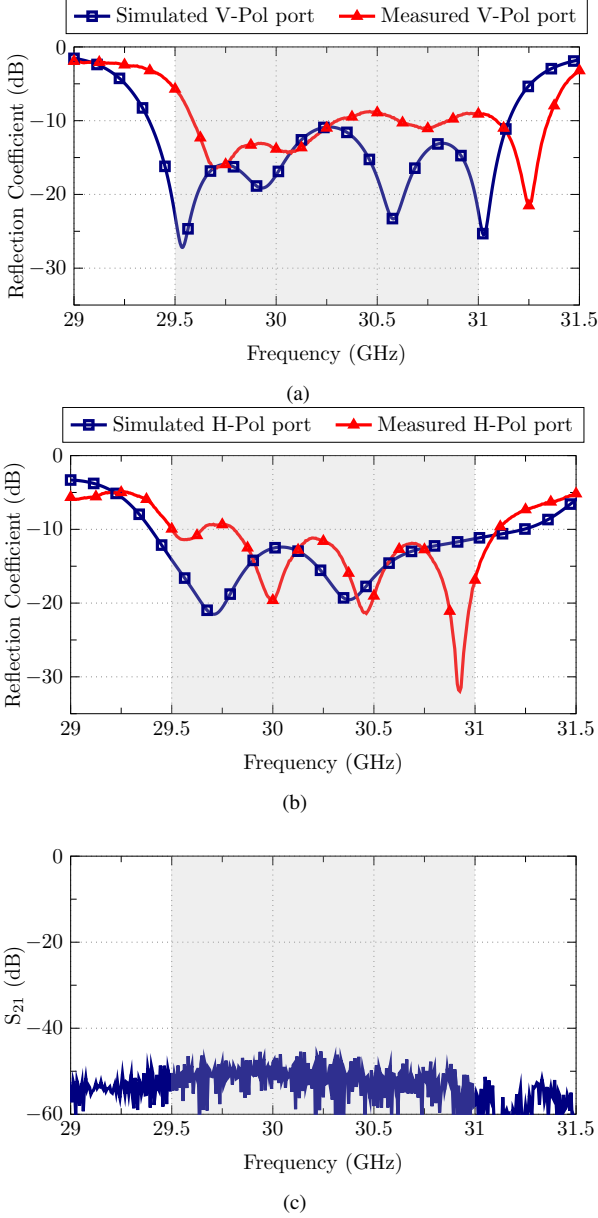 Simulated V-Pol port Measured V-Pol port
0
−10
−20
−30
Reflection Coefficient (dB)
29 29.5 30 30.5 31 31.5
Frequency (GHz)
(a)
Simulated H-Pol port Measured H-Pol port
0
−10
−20
−30
Reflection Coefficient (dB)
29 29.5 30 30.5 31 31.5
Frequency (GHz)
(b)
0
−20
−40
−60
S21 (dB)
29 29.5 30 30.5 31 31.5
Frequency (GHz)
(c)